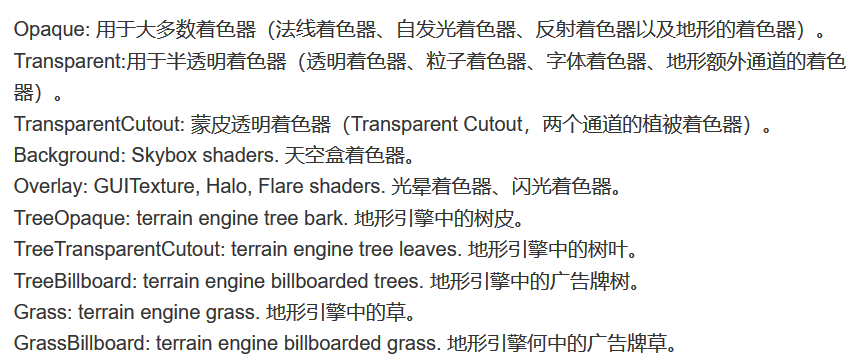 Opaque: 用于大多数着色器（法线着色器、自发光着色器、反射着色器以及地形的着色器）。
Transparent:用于半透明着色器（透明着色器、粒子着色器、字体着色器、地形额外通道的着色
器）。
TransparentCutout: 蒙皮透明着色器（Transparent Cutout，两个通道的植被着色器）。
Background: Skybox shaders. 天空盒着色器。
Overlay: GUITexture, Halo, Flare shaders. 光晕着色器、闪光着色器。
TreeOpaque: terrain engine tree bark. 地形引擎中的树皮。
TreeTransparentCutout: terrain engine tree leaves. 地形引擎中的树叶。
TreeBillboard: terrain engine billboarded trees. 地形引擎中的广告牌树。
Grass: terrain engine grass. 地形引擎中的草。
GrassBillboard: terrain engine billboarded grass. 地形引擎何中的广告牌草。